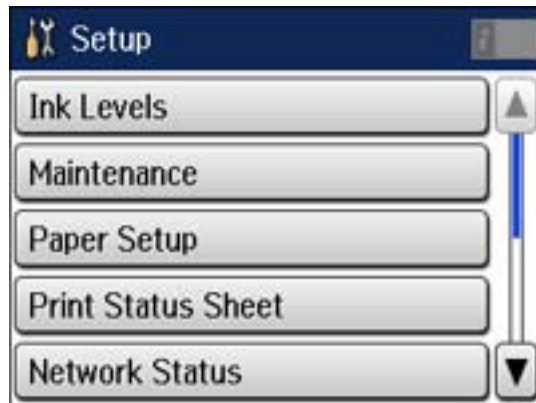 Setup
Ink Levels
Maintenance
Paper Setup
Print Status Sheet
Network Status